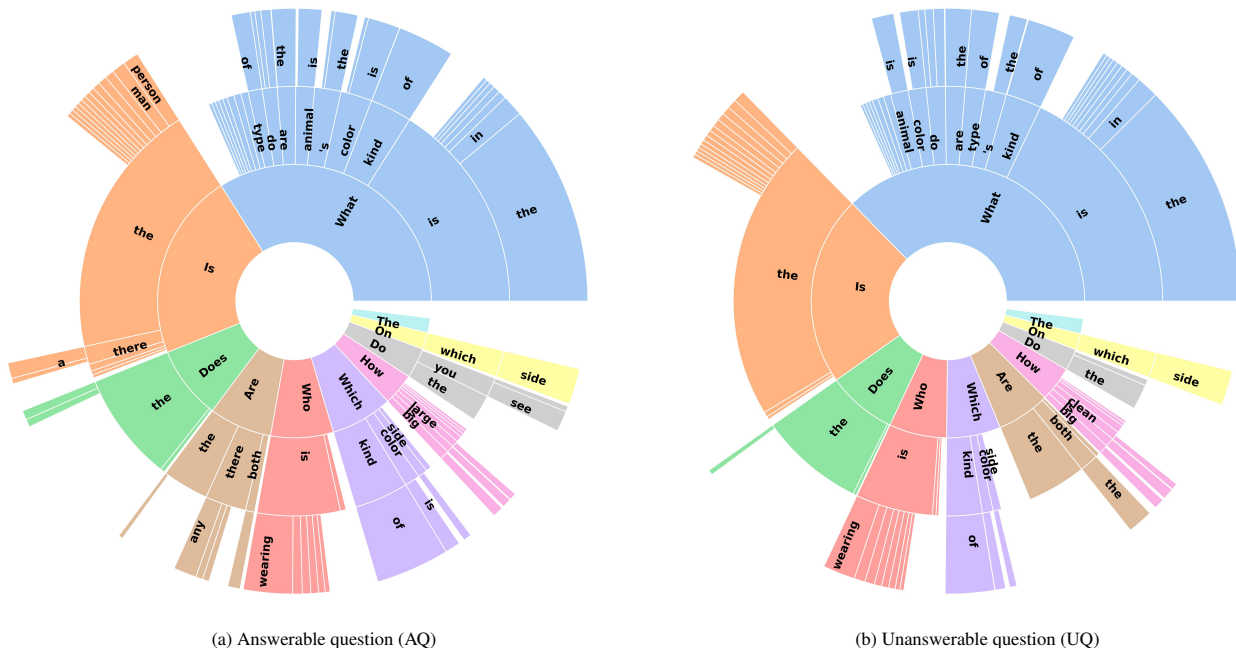 of
the
is
the
is
of
in
the
type
do
are
animal
's
color
kind
is
What
person
man
the
Is
there
a
Does
the
Are
the
there
both
any
Who
is
wearing
Which
kind
color
side
of
is
How
large
big
Do
you
the
see
On
which
side
The
(a) Answerable question (AQ)
is
is
the
of
the
of
in
the
animal
color
do
are
type
's
kind
is
What
the
Is
Does
the
Who
is
wearing
Which
kind
color
side
of
Are
the
both
the
How
clean
big
Do
the
On
which
side
The
(b) Unanswerable question (UQ)